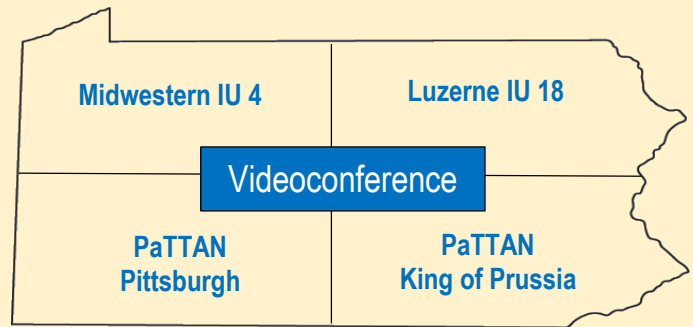 Midwestern IU 4
Luzerne IU 18
Videoconference
PaTTAN
Pittsburgh
PaTTAN
King of Prussia